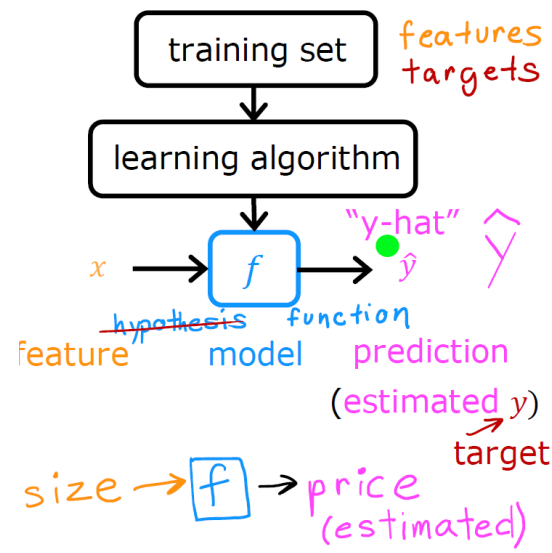 training set
features
targets
learning algorithm
"y-hat"
x
f
ŷ
ŷ
hypothesis
function
feature
model
prediction
(estimated y)
target
size
f
price
(estimated)